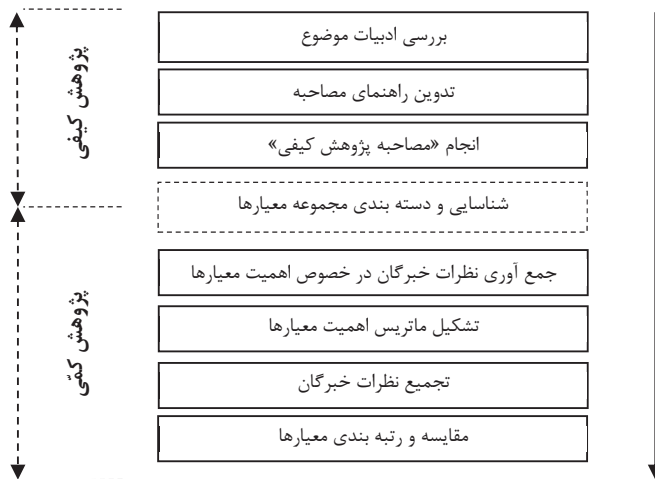 بررسی ادبیات موضوع
تدوین راهنمای مصاحبه
انجام «مصاحبه پژوهش کیفی»
شناسایی و دسته بندی مجموعه معیارها
جمع آوری نظرات خبرگان در خصوص اهمیت معیارها
تشکیل ماتریس اهمیت معیارها
تجمیع نظرات خبرگان
مقایسه و رتبه بندی معیارها
پژوهش کیفی
پژوهش کمّی